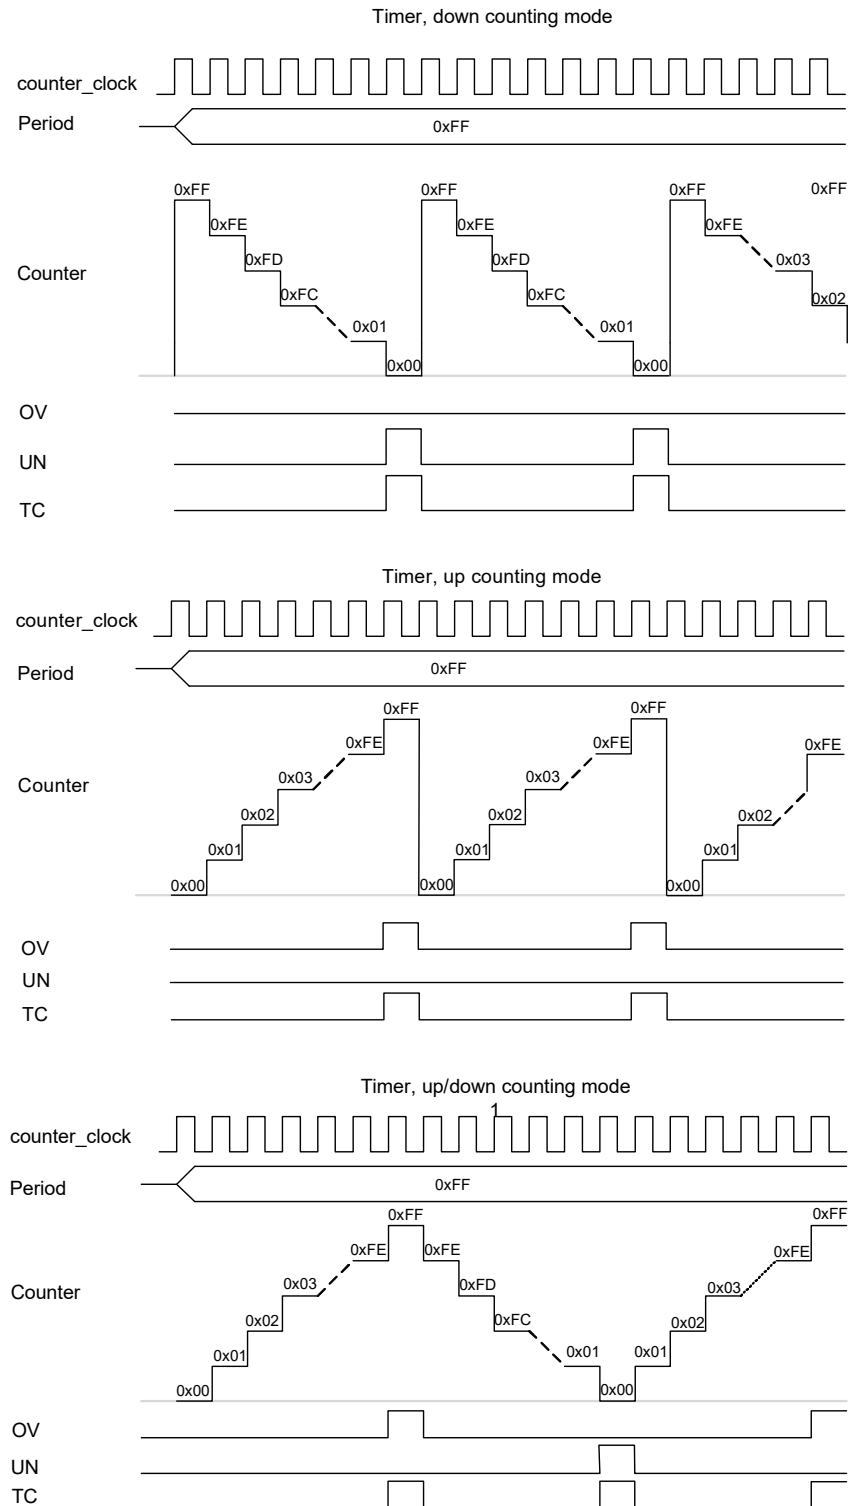 Timer, down counting mode
counter_clock
Period
0xFF
0xFF 0xFF 0xFF 0xFF
0xFE 0xFE 0xFE
0xFD 0xFD 0x03
Counter
0xFC 0xFC 0x02
0x01 0x01
0x00 0x00
OV
UN
TC
Timer, up counting mode
counter_clock
Period
0xFF
0xFF 0xFF
0xFE 0xFE 0xFE
Counter
0x03 0x03
0x02 0x02 0x02
0x01 0x01 0x01
0x00 0x00 0x00
OV
UN
TC
Timer, up/down counting mode
1
counter_clock
Period
0xFF
0xFF 0xFF
0xFE 0xFE 0xFE
Counter
0x03 0xFD 0x03
0x02 0xFC 0x02
0x01 0x01 0x01
0x00 0x00
OV
UN
TC